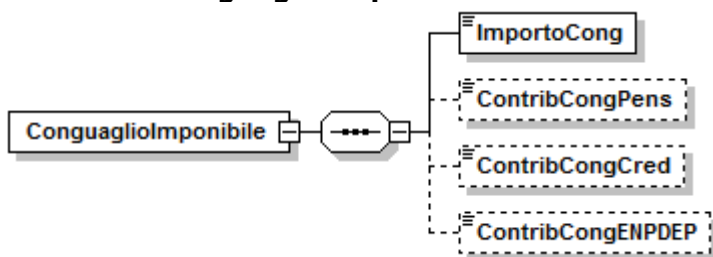 ImportoCong
ContribCongPens
ConguaglioImponibile
ContribCongCred
ContribCongENPDEP